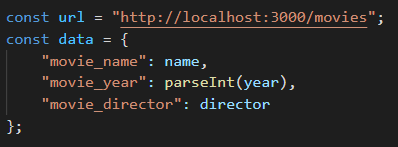 const url = "http://localhost:3000/movies";
const data = {
    "movie_name": name,
    "movie_year": parseInt(year),
    "movie_director": director
};